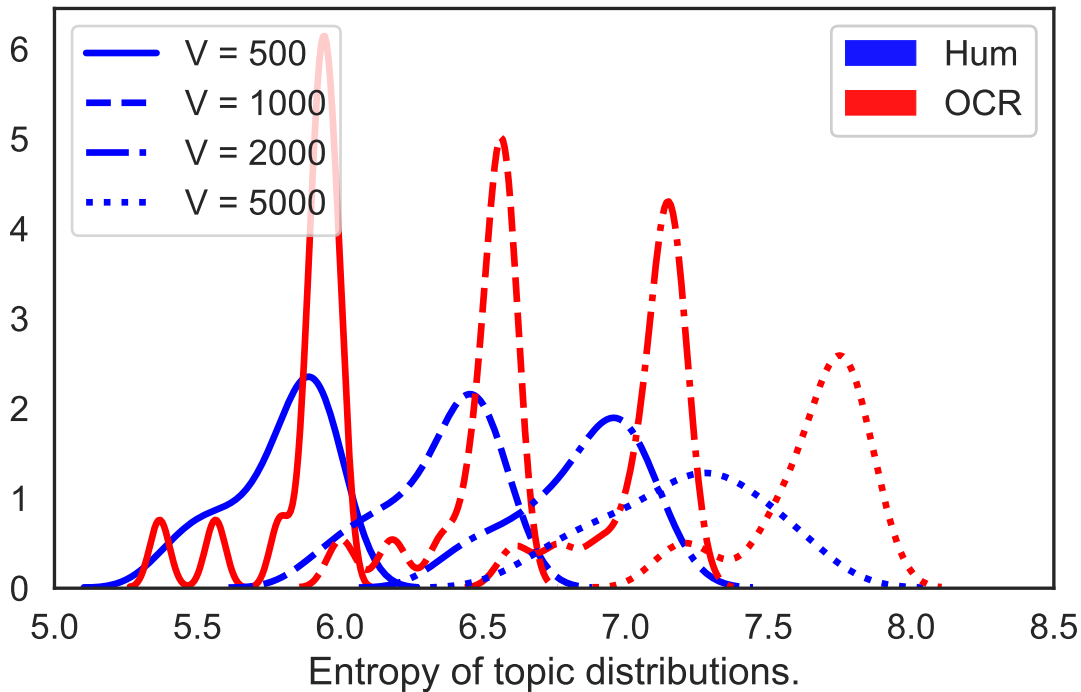 6
5
4
3
2
1
0
V = 500
V = 1000
V = 2000
V = 5000
Hum
OCR
5.0 5.5 6.0 6.5 7.0 7.5 8.0 8.5
Entropy of topic distributions.